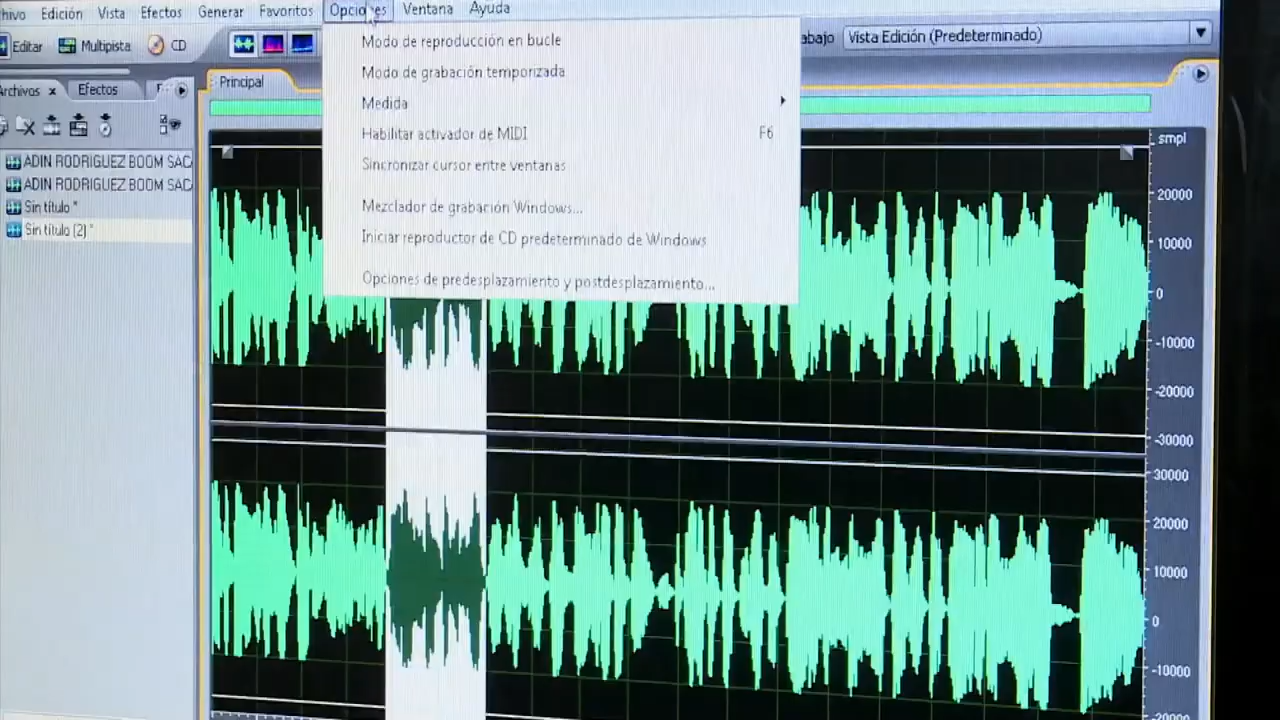 hivo Edición Vista Efectos Generar Favoritos Opciones Ventana Ayuda
Editar Multipista CD
abajo Vista Edición (Predeterminado)
Archivos x Efectos F
Principal
Modo de reproducción en bucle
Modo de grabación temporizada
Medida
Habilitar activador de MIDI F6
Sincronizar cursor entre ventanas
Mezclador de grabación Windows...
Iniciar reproductor de CD predeterminado de Windows
Opciones de predesplazamiento y postdesplazamiento...
ADIN RODRIGUEZ BOOM SAC
ADIN RODRIGUEZ BOOM SAC
Sin título *
Sin título (2) *
smpl
20000
10000
0
-10000
-20000
-30000
30000
20000
10000
0
-10000
-20000